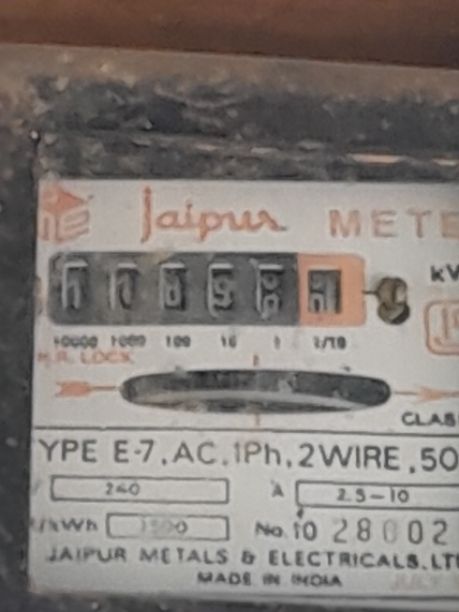 Jaipur METE
kV
10000 1000 100 10 1 1/10
H.R. LOCK
CLAS
YPE E-7, AC, 1Ph, 2WIRE, 50
240 A 2.5-10
/kWh No. 10 28002
JAIPUR METALS & ELECTRICALS. LT
MADE IN INDIA